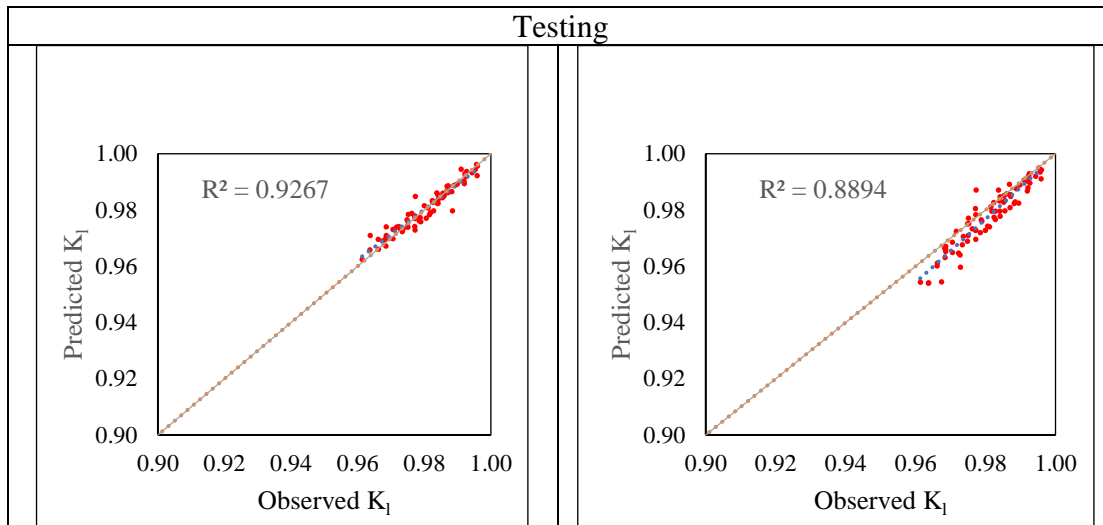 Testing
R² = 0.9267
1.00
0.98
0.96
0.94
0.92
0.90
Predicted Kl
0.90 0.92 0.94 0.96 0.98 1.00
Observed Kl
R² = 0.8894
1.00
0.98
0.96
0.94
0.92
0.90
Predicted Kl
0.90 0.92 0.94 0.96 0.98 1.00
Observed Kl